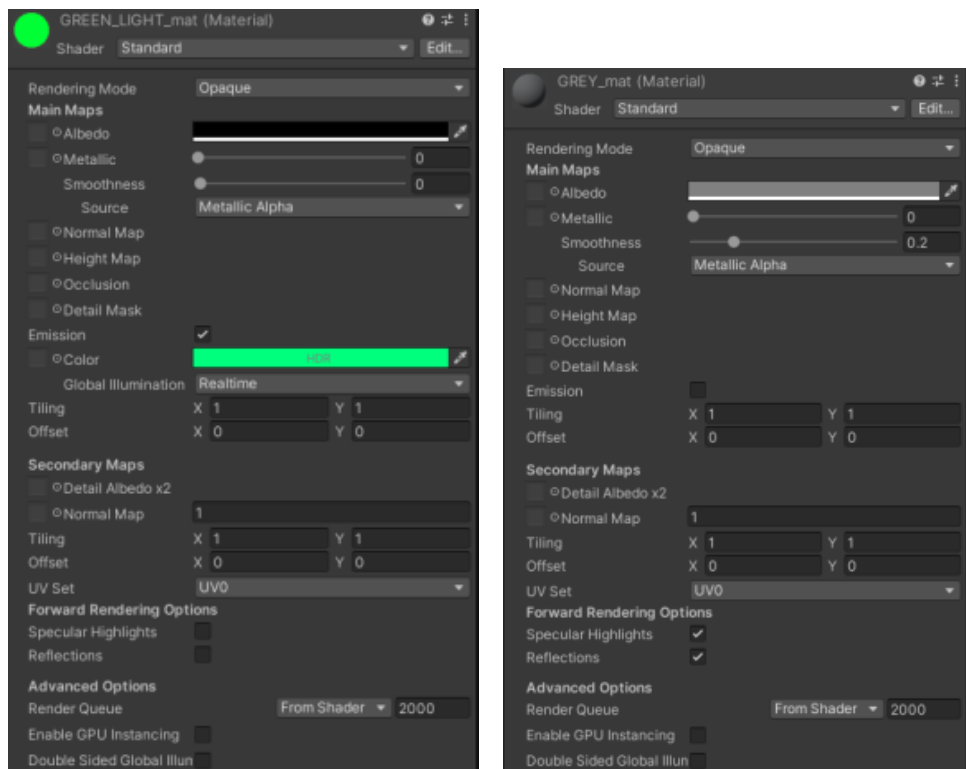 GREEN_LIGHT_mat (Material)
Shader Standard Edit...
Rendering Mode Opaque
Main Maps
Albedo
Metallic 0
Smoothness 0
Source Metallic Alpha
Normal Map
Height Map
Occlusion
Detail Mask
Emission
Color HDR
Global Illumination Realtime
Tiling X 1 Y 1
Offset X 0 Y 0
Secondary Maps
Detail Albedo x2
Normal Map 1
Tiling X 1 Y 1
Offset X 0 Y 0
UV Set UV0
Forward Rendering Options
Specular Highlights
Reflections
Advanced Options
Render Queue From Shader 2000
Enable GPU Instancing
Double Sided Global Illun
GREY_mat (Material)
Shader Standard Edit...
Rendering Mode Opaque
Main Maps
Albedo
Metallic 0
Smoothness 0.2
Source Metallic Alpha
Normal Map
Height Map
Occlusion
Detail Mask
Emission
Tiling X 1 Y 1
Offset X 0 Y 0
Secondary Maps
Detail Albedo x2
Normal Map 1
Tiling X 1 Y 1
Offset X 0 Y 0
UV Set UV0
Forward Rendering Options
Specular Highlights
Reflections
Advanced Options
Render Queue From Shader 2000
Enable GPU Instancing
Double Sided Global Illun